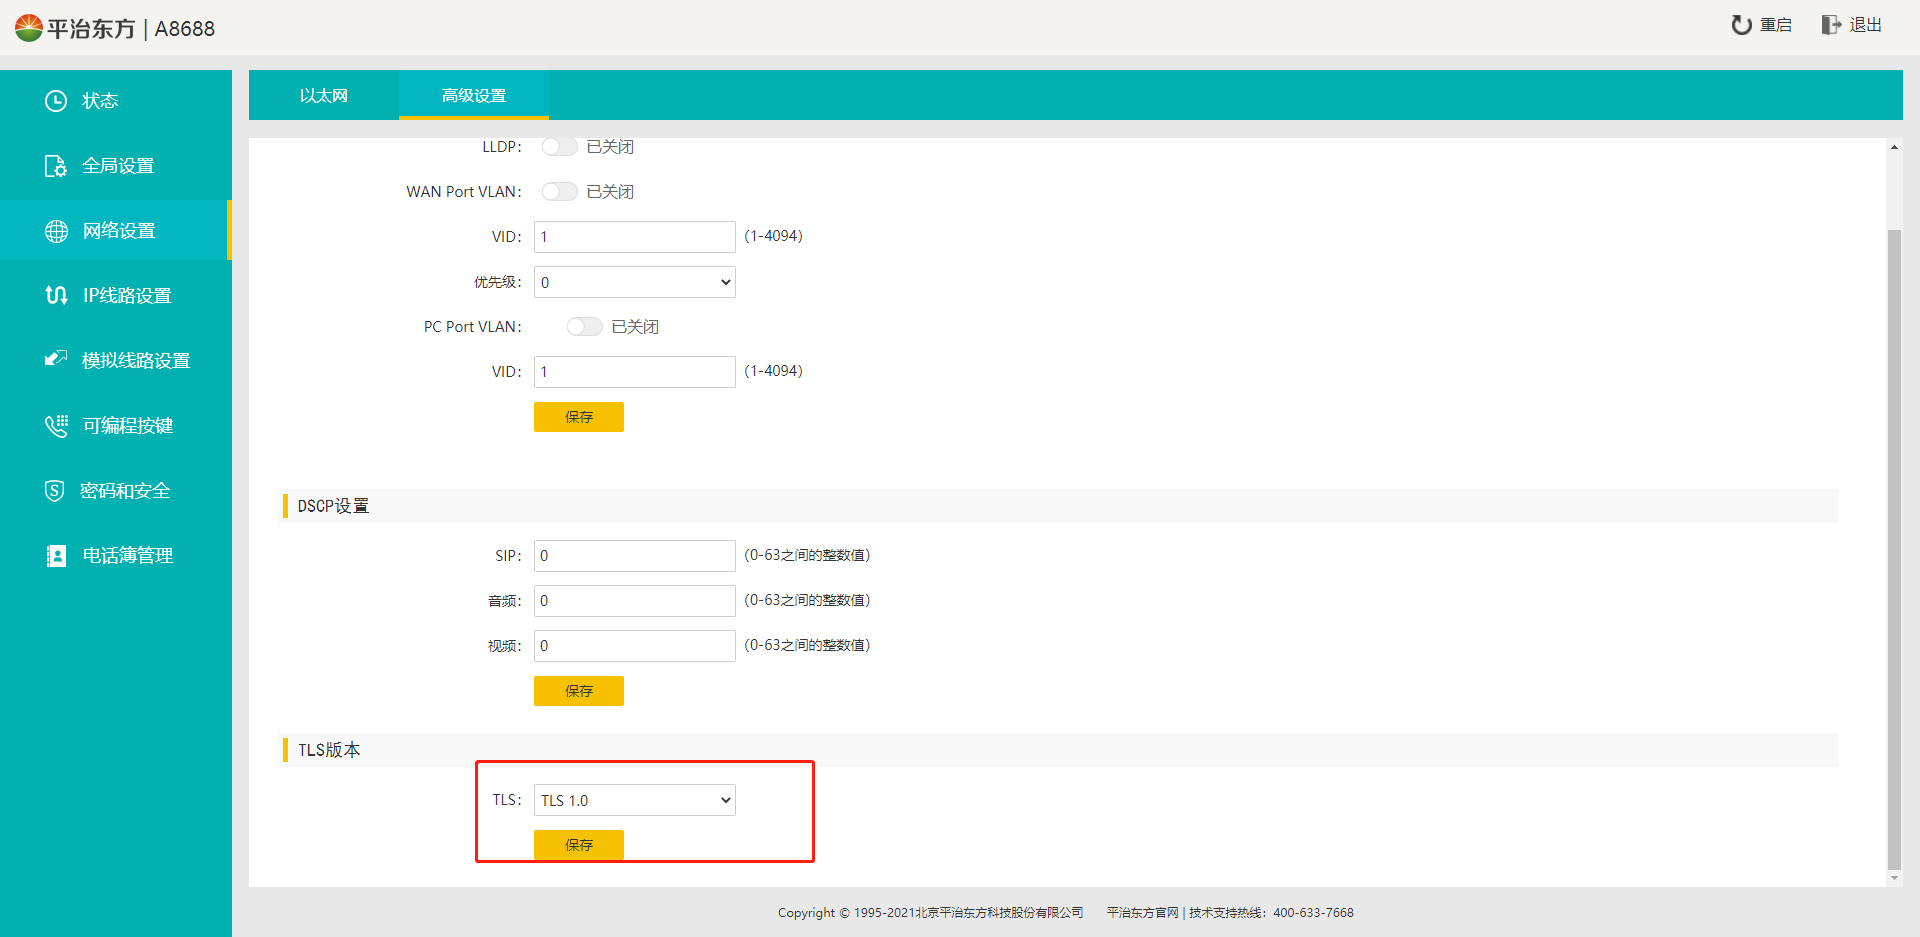 平治东方 | A8688
重启 退出
状态
全局设置
网络设置
IP线路设置
模拟线路设置
可编程按键
密码和安全
电话簿管理
以太网 高级设置
LLDP： 已关闭
WAN Port VLAN： 已关闭
VID： 1 (1-4094)
优先级： 0
PC Port VLAN： 已关闭
VID： 1 (1-4094)
保存
DSCP设置
SIP： 0 (0-63之间的整数值)
音频： 0 (0-63之间的整数值)
视频： 0 (0-63之间的整数值)
保存
TLS版本
TLS： TLS 1.0
保存
Copyright © 1995-2021北京平治东方科技股份有限公司 平治东方官网 | 技术支持热线：400-633-7668